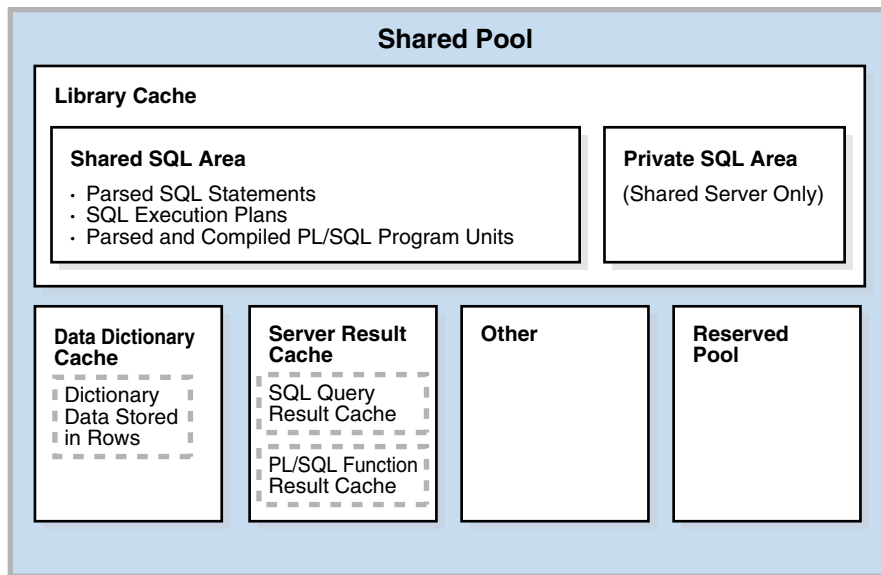 Shared Pool
Library Cache
Shared SQL Area
· Parsed SQL Statements
· SQL Execution Plans
· Parsed and Compiled PL/SQL Program Units
Private SQL Area
(Shared Server Only)
Data Dictionary
Cache
Dictionary
Data Stored
in Rows
Server Result
Cache
SQL Query
Result Cache
PL/SQL Function
Result Cache
Other
Reserved
Pool